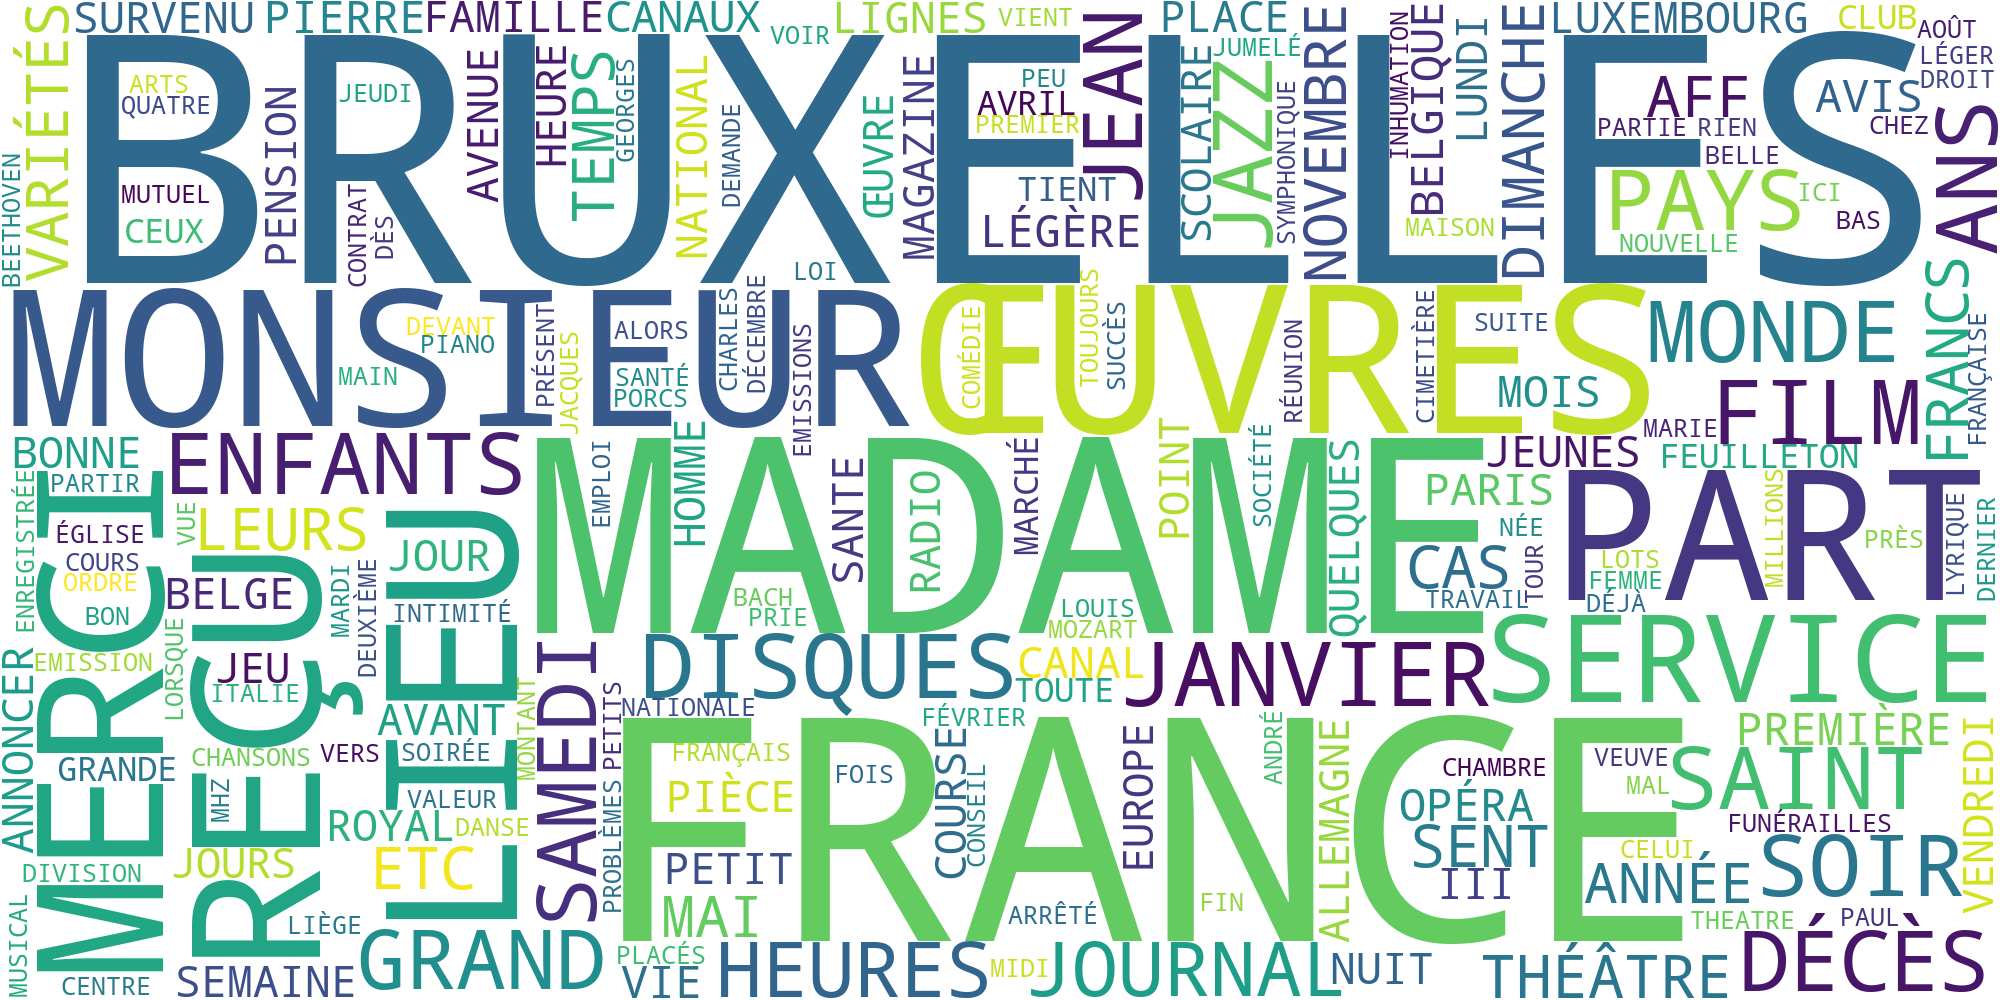 SURVENU
PIERRE
FAMILLE
CANAUX
LIGNES
VIENT
PLACE
LUXEMBOURG
CLUB
AOÛT
LÉGER
DROIT
VOIR
JUMELÉ
VARIÉTÉS
BRUXELLES
ARTS
QUATRE
JEUDI
MUTUEL
CEUX
BEETHOVEN
PENSION
CONTRAT
DÈS
AVENUE
HEURE
TEMPS
GEORGES
NATIONAL
DEMANDE
LOI
ŒUVRE
MAGAZINE
PEU
AVRIL
PREMIER
TIENT
LÉGÈRE
JEAN
SCOLAIRE
JAZZ
SYMPHONIQUE
NOVEMBRE
INHUMATION
BELGIQUE
MAISON
LUNDI
DIMANCHE
AFF
AVIS
PARTIE
RIEN
CHEZ
BELLE
PAYS
ICI
BAS
NOUVELLE
ANS
MONSIEUR
DEVANT
PIANO
MAIN
PRÉSENT
JACQUES
ALORS
SANTÉ
PORCS
CHARLES
DÉCEMBRE
EMISSIONS
ŒUVRES
COMÉDIE
TOUJOURS
SUCCÈS
RÉUNION
CIMETIÈRE
SUITE
MOIS
MONDE
FRANCS
FRANÇAISE
FILM
MARIE
FEUILLETON
JEUNES
BONNE
PARTIR
ENFANTS
ENREGISTRÉE
ÉGLISE
COURS
ORDRE
BON
VUE
LEURS
MERCI
REÇU
LIEU
JOUR
BELGE
MARDI
DEUXIÈME
INTIMITÉ
EMPLOI
HOMME
MADAME
SANTE
RADIO
MARCHÉ
BACH
PRIE
LOUIS
MOZART
POINT
SOCIÉTÉ
QUELQUES
PARIS
CAS
TRAVAIL
NÉE
TOUR
PART
LOTS
FEMME
DÉJÀ
MILLIONS
PRÈS
LYRIQUE
DERNIER
ANNONCER
EMISSION
LORSQUE
JEU
ITALIE
AVANT
SAMEDI
DISQUES
CANAL
TOUTE
JANVIER
SERVICE
GRANDE
CHANSONS
VERS
SOIRÉE
MONTANT
PETITS
NATIONALE
FÉVRIER
FRANCE
FRANÇAIS
PIÈCE
FOIS
COURSE
CONSEIL
EUROPE
ANDRÉ
ALLEMAGNE
CHAMBRE
VEUVE
MAL
PREMIÈRE
SAINT
VENDREDI
MHZ
VALEUR
ROYAL
DANSE
PROBLÈMES
OPÉRA
SENT
FUNÉRAILLES
CELUI
SOIR
DIVISION
JOURS
ETC
PETIT
MAI
III
ANNÉE
MUSICAL
LIÈGE
ARRÊTÉ
FIN
THEATRE
PAUL
CENTRE
SEMAINE
GRAND
PLACÉS
VIE
HEURES
MIDI
JOURNAL
NUIT
THÉÂTRE
DÉCÈS